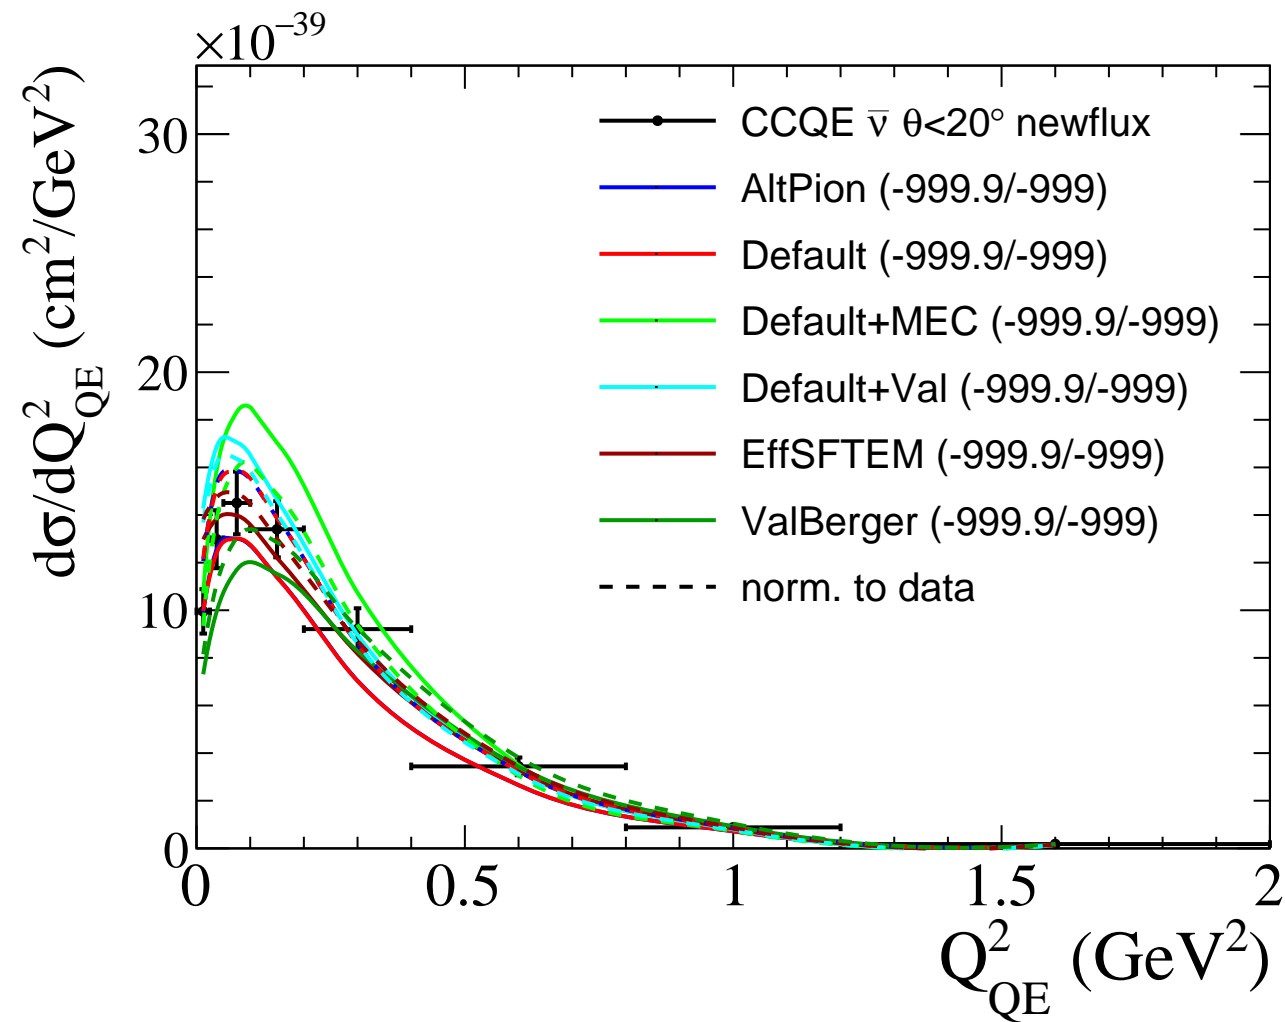 ×10⁻³⁹
dσ/dQ²_QE (cm²/GeV²)
30
20
10
0
CCQE ν̅ θ<20° newflux
AltPion (-999.9/-999)
Default (-999.9/-999)
Default+MEC (-999.9/-999)
Default+Val (-999.9/-999)
EffSFTEM (-999.9/-999)
ValBerger (-999.9/-999)
norm. to data
0 0.5 1 1.5 2
Q²_QE (GeV²)